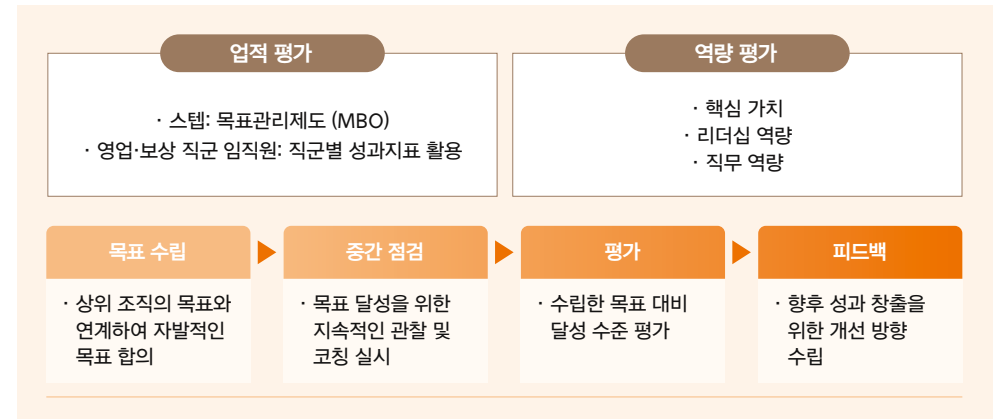 업적 평가
· 스텝: 목표관리제도 (MBO)
· 영업·보상 직군 임직원: 직군별 성과지표 활용
역량 평가
· 핵심 가치
· 리더십 역량
· 직무 역량
목표 수립
· 상위 조직의 목표와
연계하여 자발적인
목표 합의
중간 점검
· 목표 달성을 위한
지속적인 관찰 및
코칭 실시
평가
· 수립한 목표 대비
달성 수준 평가
피드백
· 향후 성과 창출을
위한 개선 방향
수립